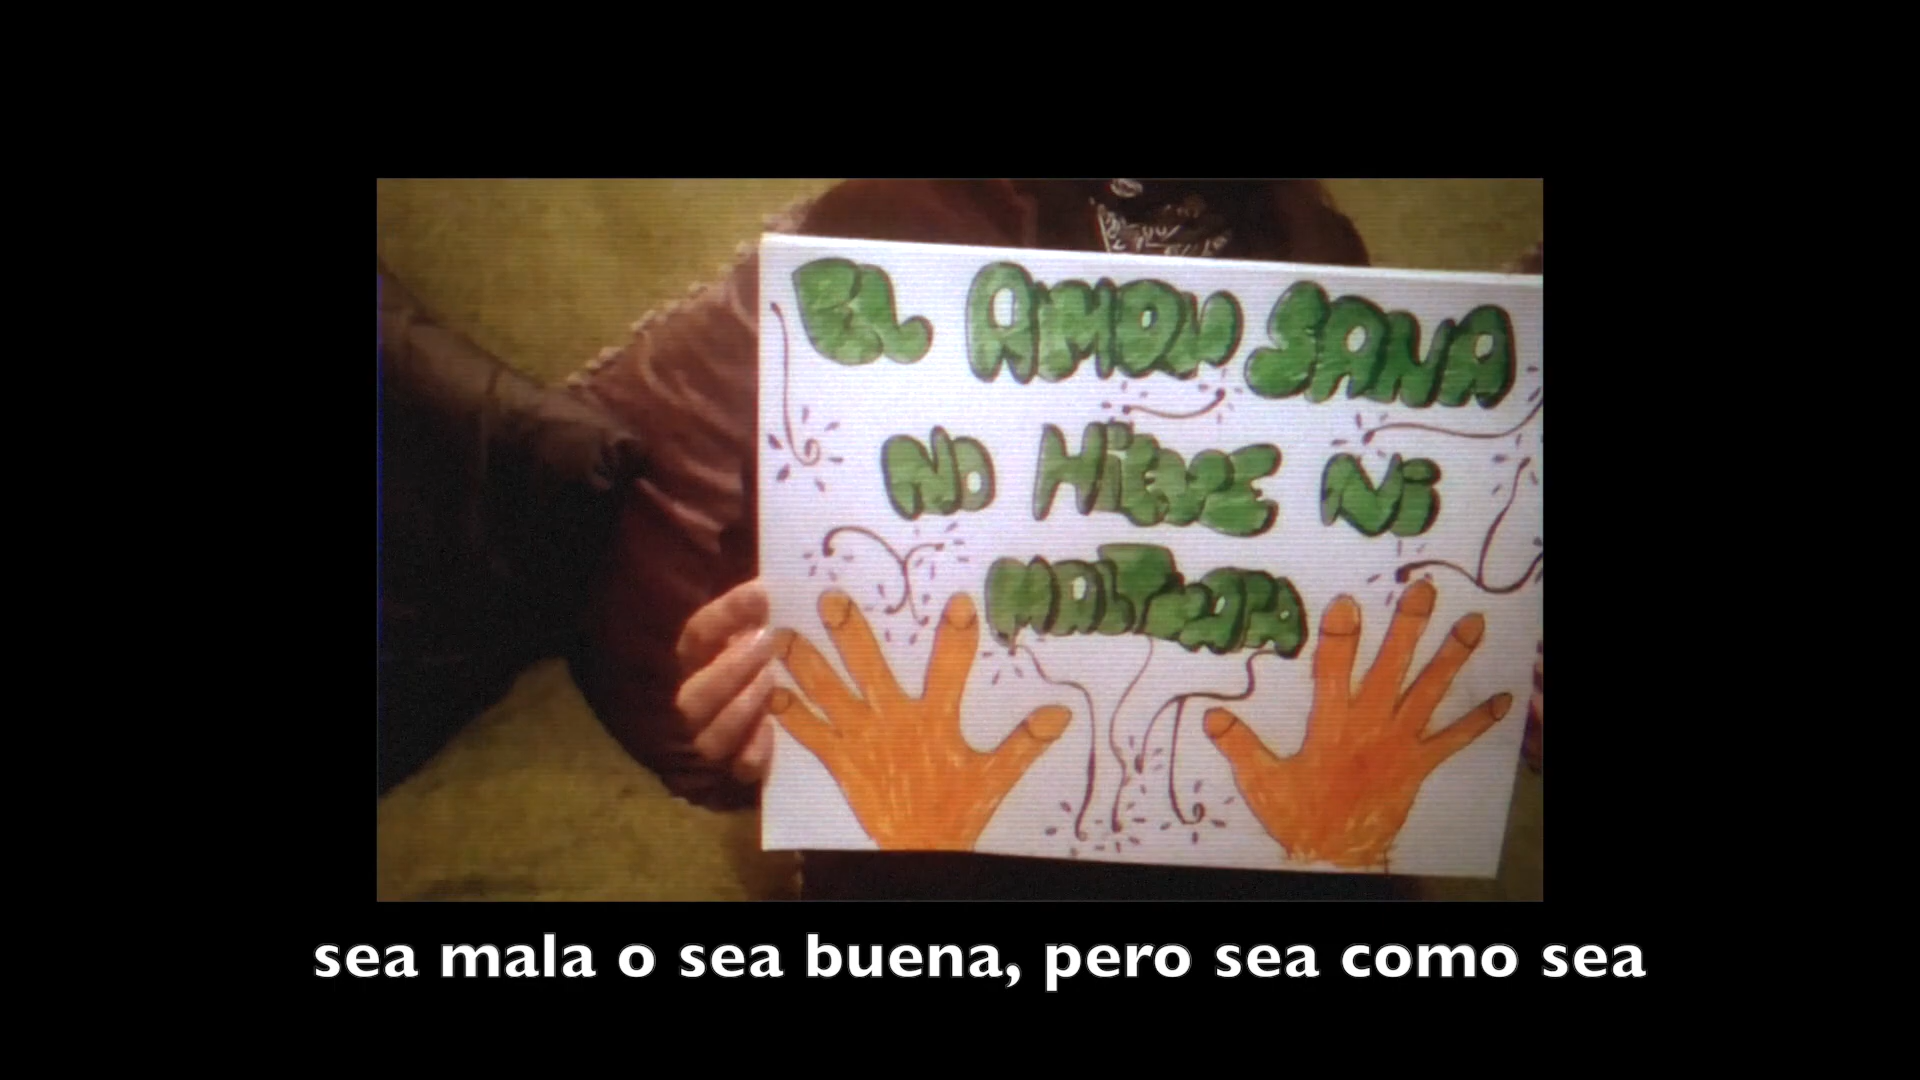 EL AMOR SANA
NO HIERE Ni
MALTRATA
sea mala o sea buena, pero sea como sea